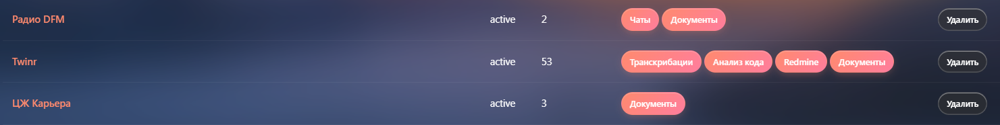 Радио DFM active 2 Чаты Документы Удалить
Twinr active 53 Транскрибации Анализ кода Redmine Документы Удалить
ЦЖ Карьера active 3 Документы Удалить